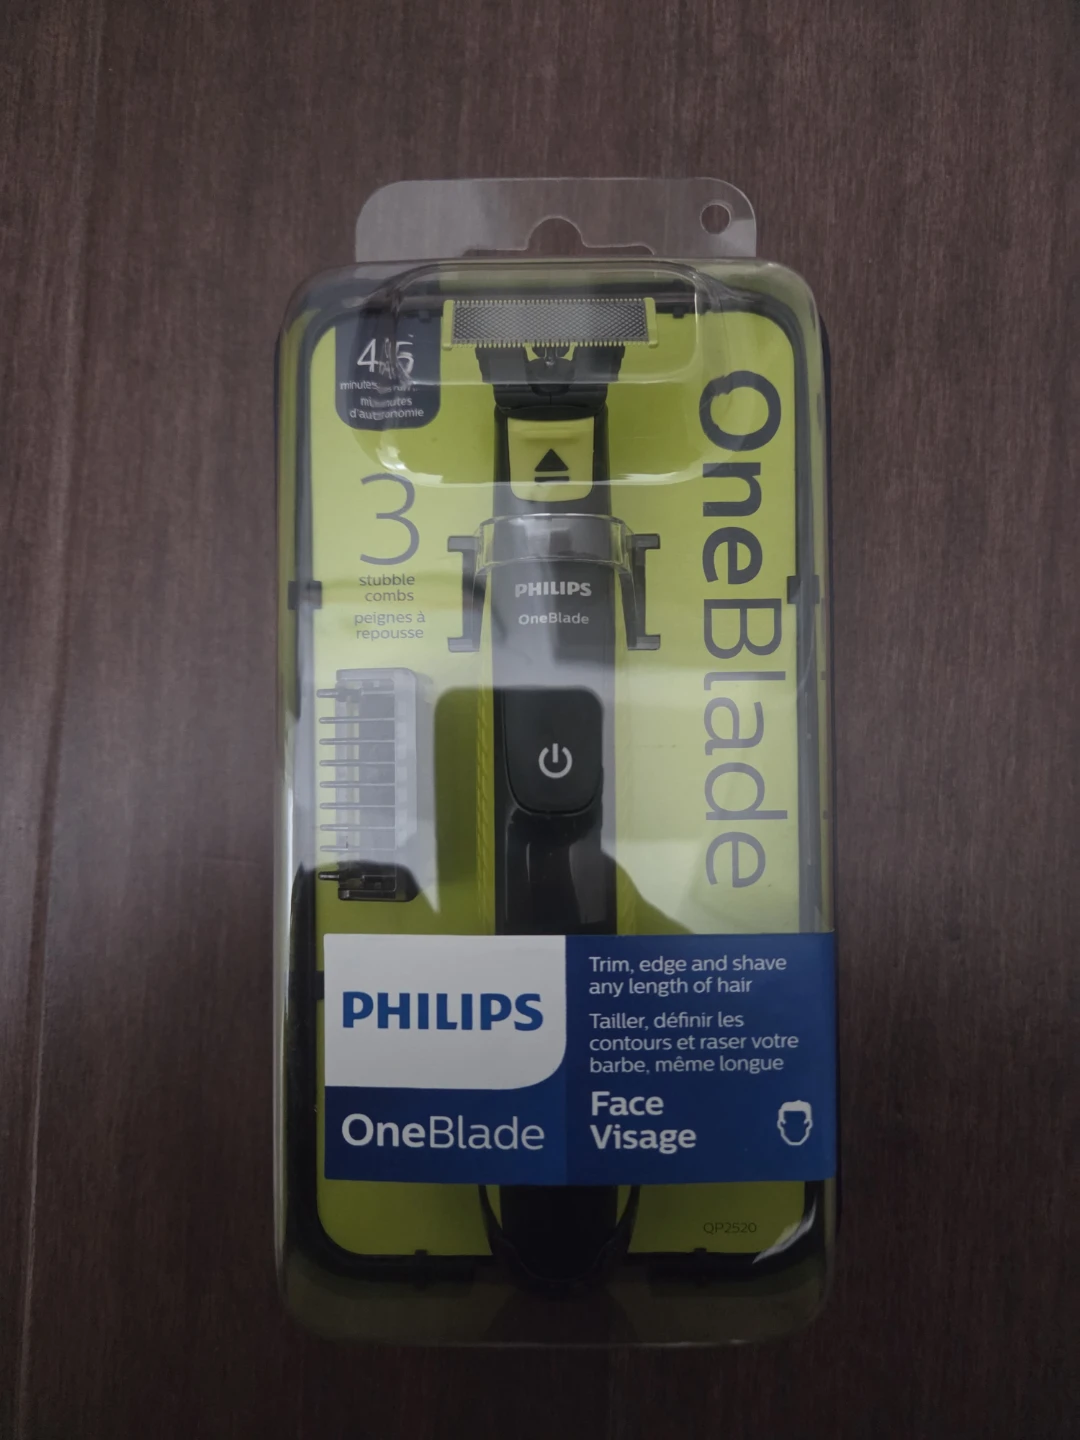 45
minutes
minutes
d'autonomie
3
stubble
combs
peignes à
repousse
PHILIPS
OneBlade
OneBlade
PHILIPS
OneBlade
Trim, edge and shave
any length of hair
Tailler, définir les
contours et raser votre
barbe, même longue
Face
Visage
QP2520